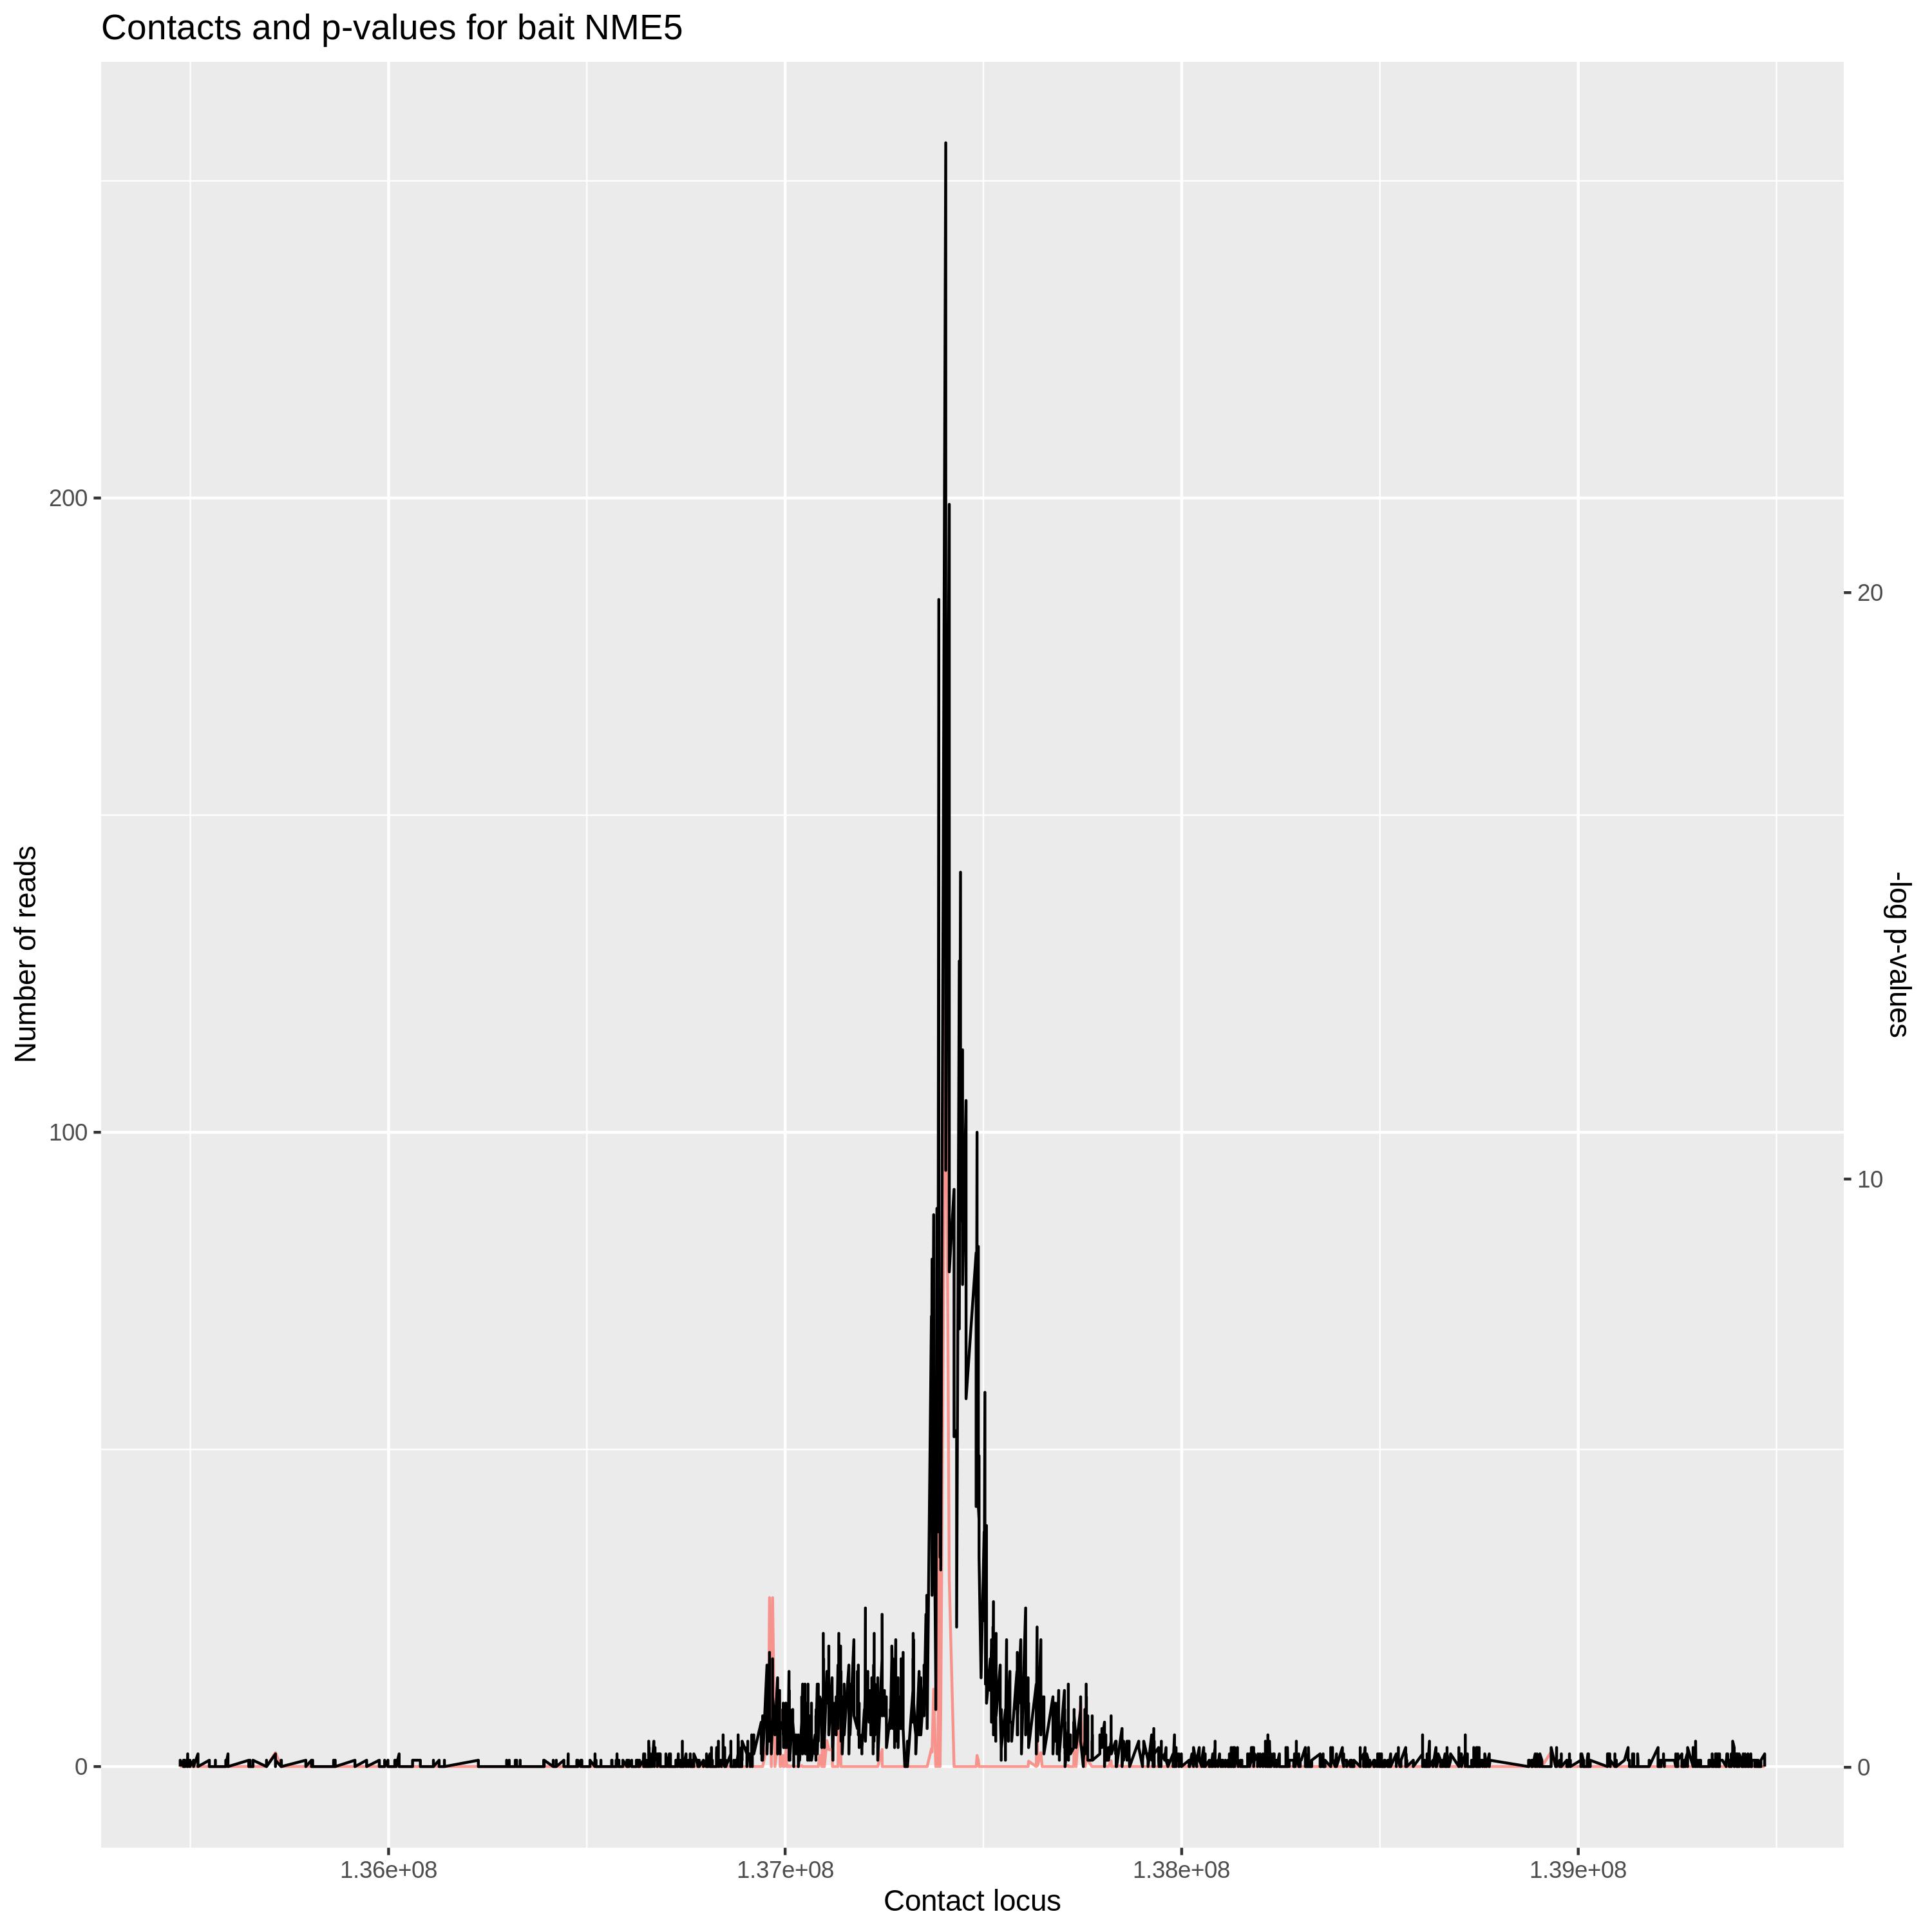 Contacts and p-values for bait NME5
Number of reads
200
100
0
20
10
0
-log p-values
1.36e+08
1.37e+08
1.38e+08
1.39e+08
Contact locus